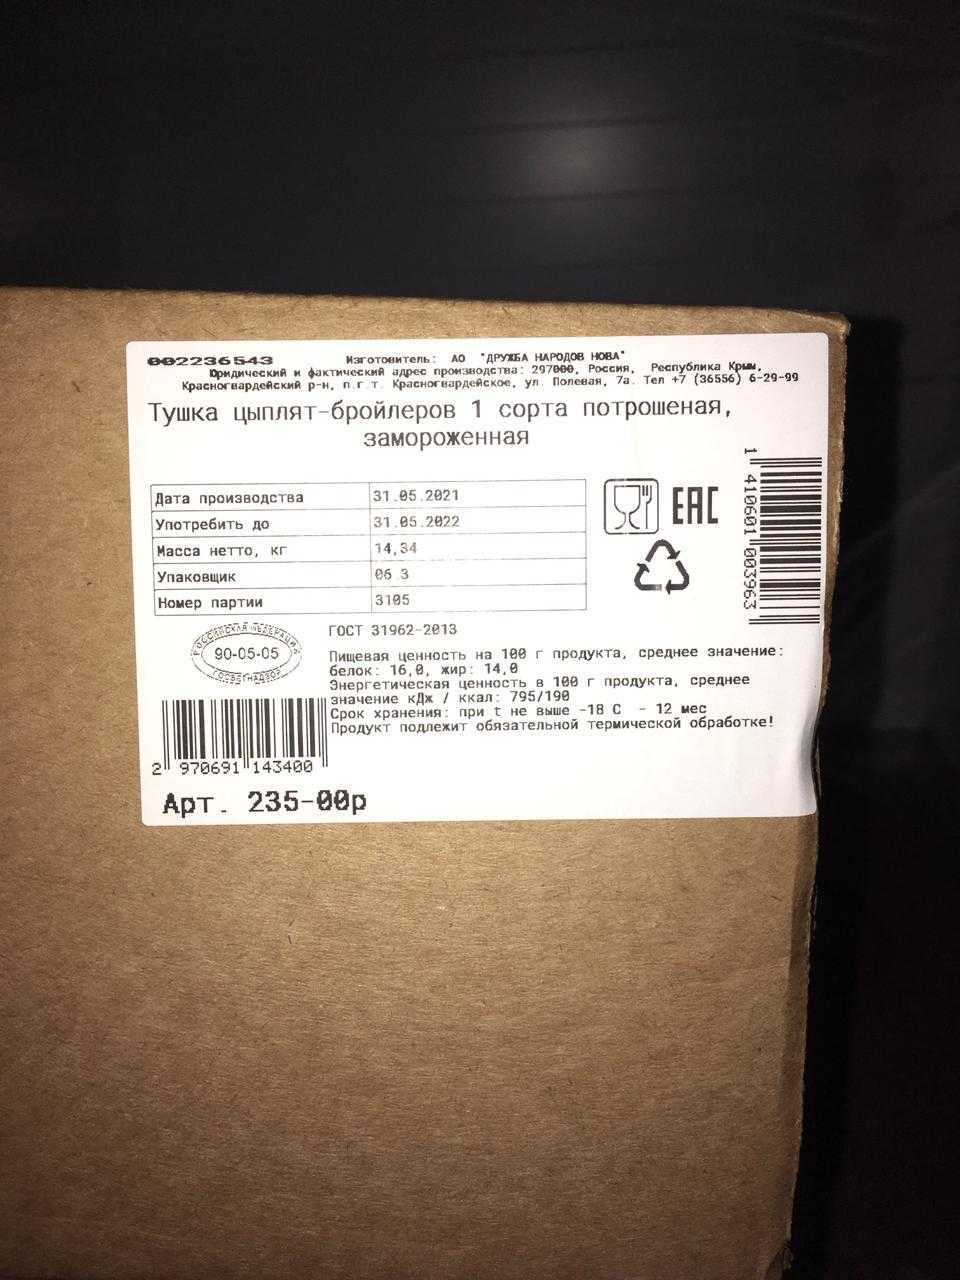 002236543 Изготовитель: АО "ДРУЖБА НАРОДОВ НОВА"
Юридический и фактический адрес производства: 297000, Россия, Республика Крым,
Красногвардейский р-н, п.г.т. Красногвардейское, ул. Полевая, 7а. Тел +7 (36556) 6-29-99
Тушка цыплят-бройлеров 1 сорта потрошеная,
замороженная
Дата производства 31.05.2021
Употребить до 31.05.2022
Масса нетто, кг 14,34
Упаковщик 06.3
Номер партии 3105
EAC
1 410601 003963
РОССИЙСКАЯ ФЕДЕРАЦИЯ
90-05-05
ГОСВЕТНАДЗОР
ГОСТ 31962-2013
Пищевая ценность на 100 г продукта, среднее значение:
белок: 16,0, жир: 14,0
Энергетическая ценность в 100 г продукта, среднее
значение кДж / ккал: 795/190
Срок хранения: при t не выше -18 С - 12 мес
Продукт подлежит обязательной термической обработке!
2 970691 143400
Арт. 235-00р